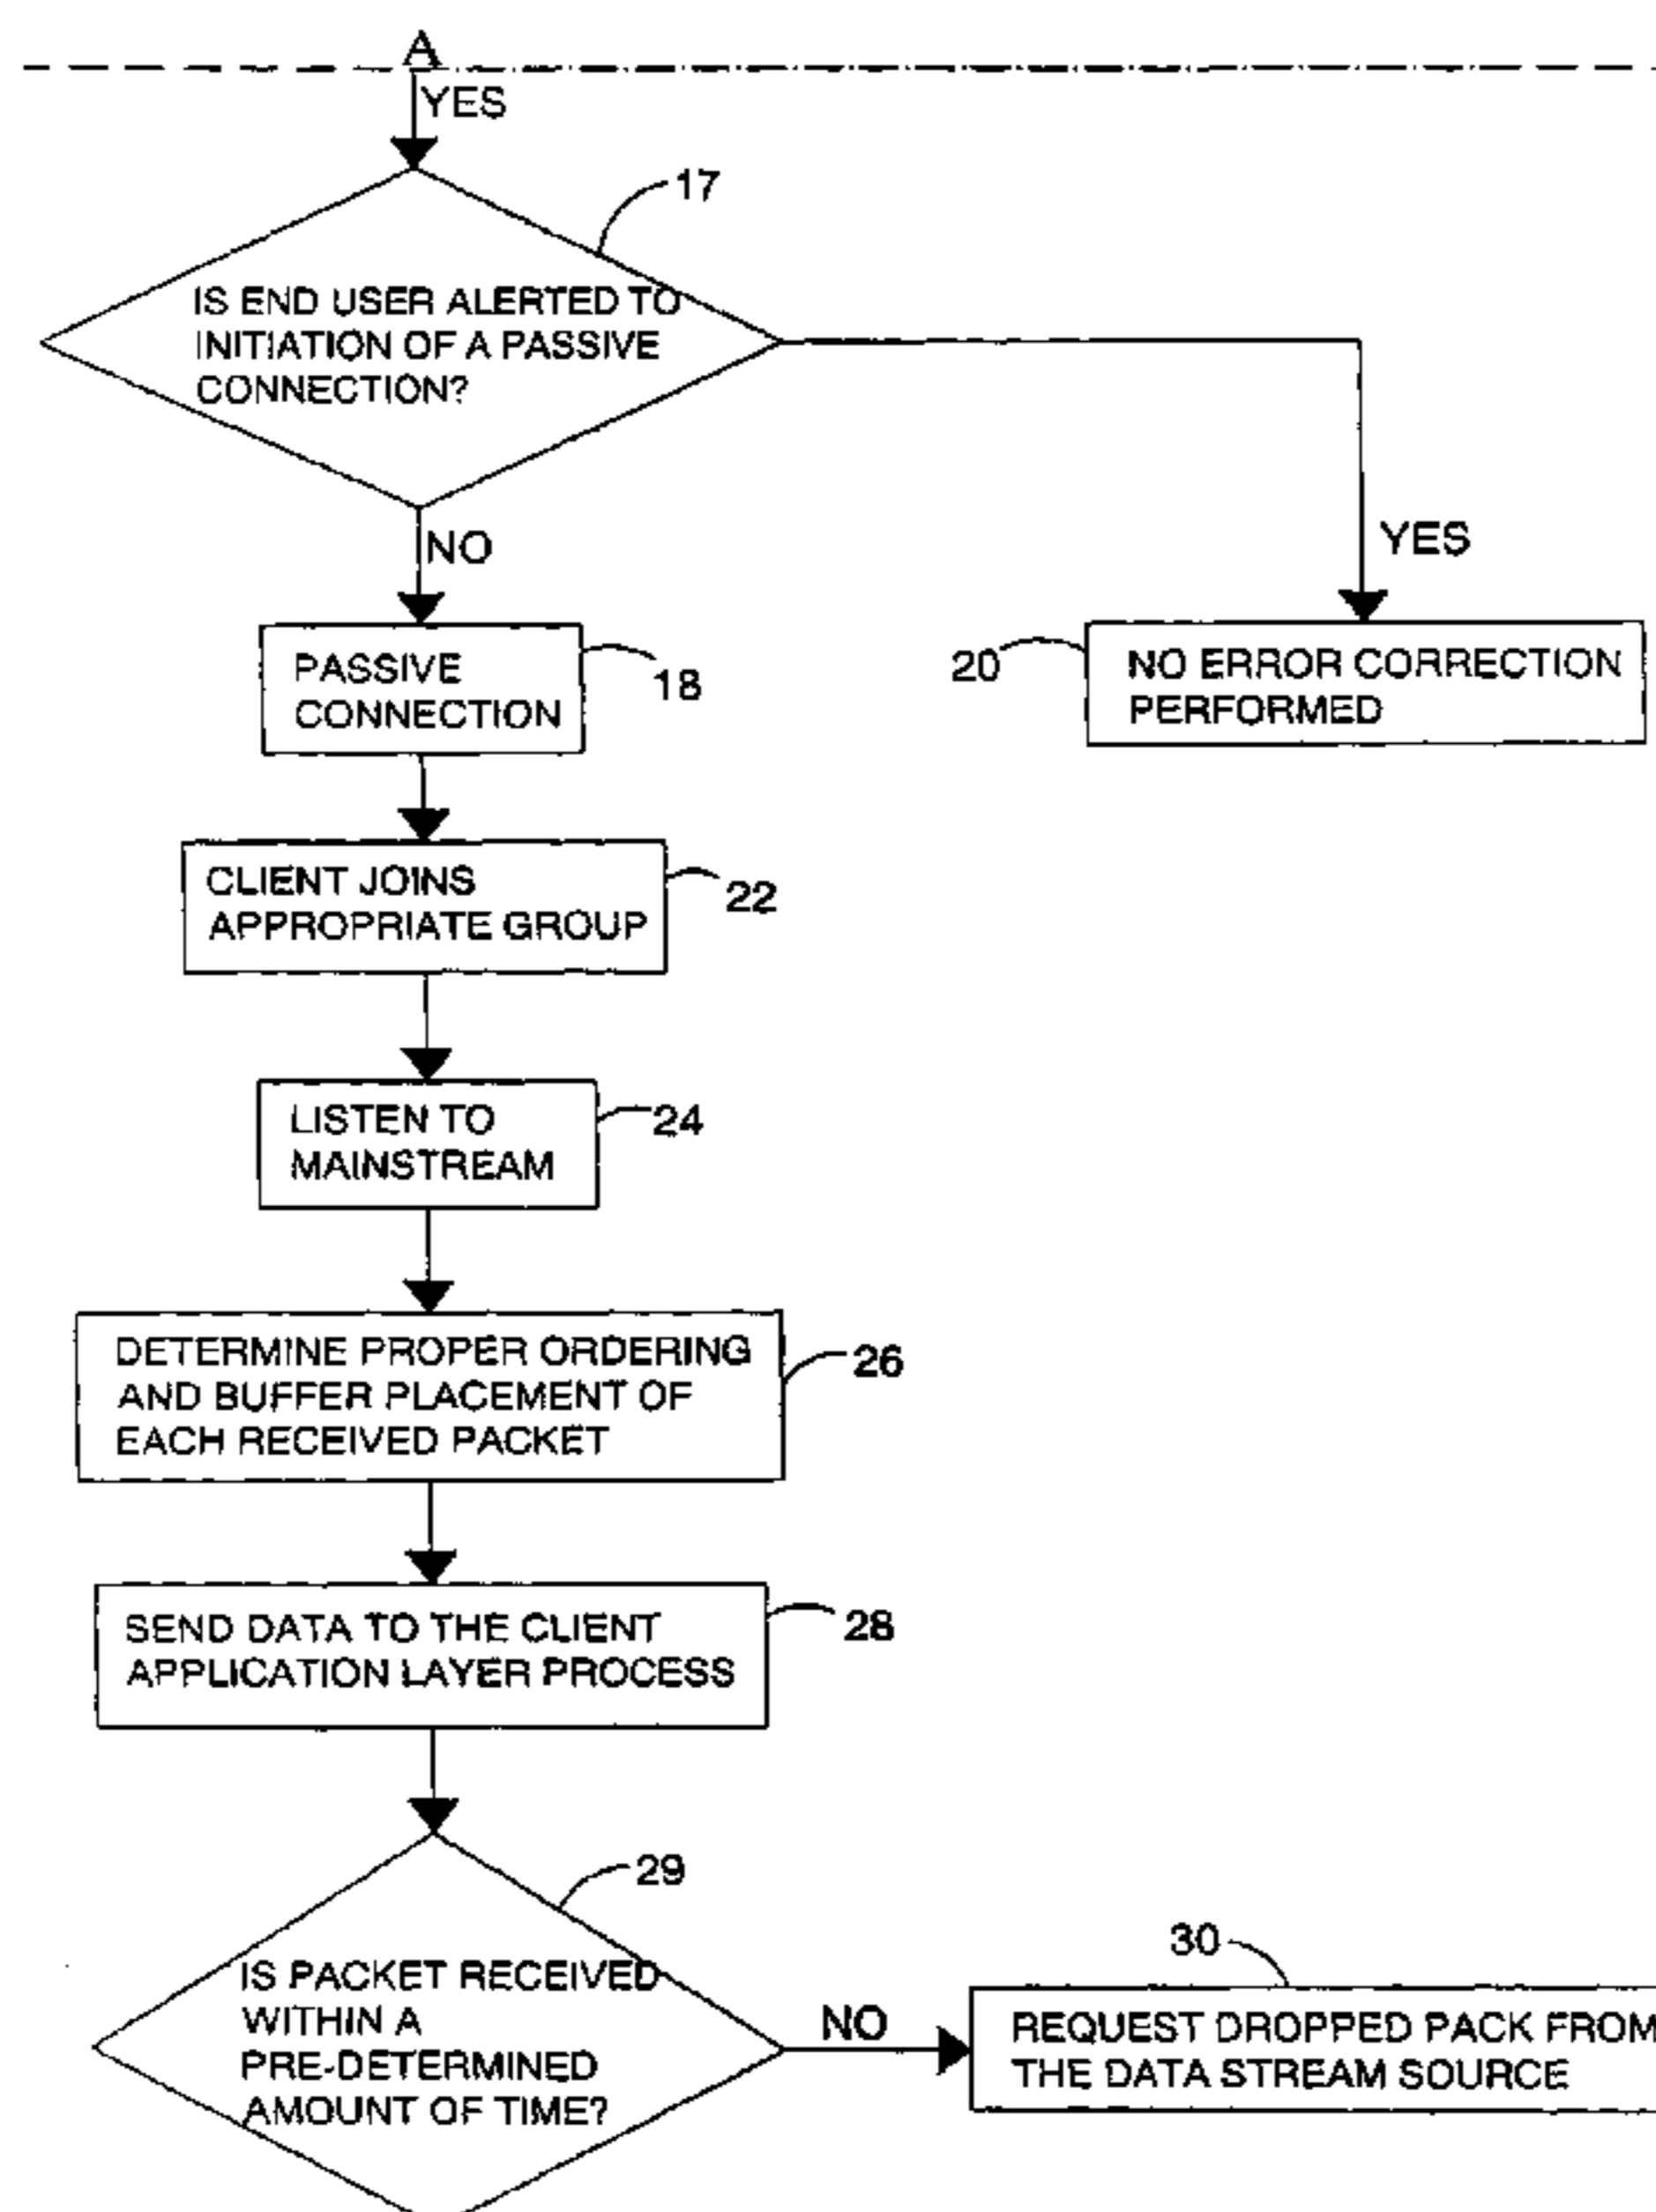 A
YES
17
IS END USER ALERTED TO
INITIATION OF A PASSIVE
CONNECTION?
NO
YES
PASSIVE
CONNECTION
18
20
NO ERROR CORRECTION
PERFORMED
CLIENT JOINS
APPROPRIATE GROUP
22
LISTEN TO
MAINSTREAM
24
DETERMINE PROPER ORDERING
AND BUFFER PLACEMENT OF
EACH RECEIVED PACKET
26
SEND DATA TO THE CLIENT
APPLICATION LAYER PROCESS
28
29
IS PACKET RECEIVED
WITHIN A
PRE-DETERMINED
AMOUNT OF TIME?
NO
30
REQUEST DROPPED PACK FROM
THE DATA STREAM SOURCE